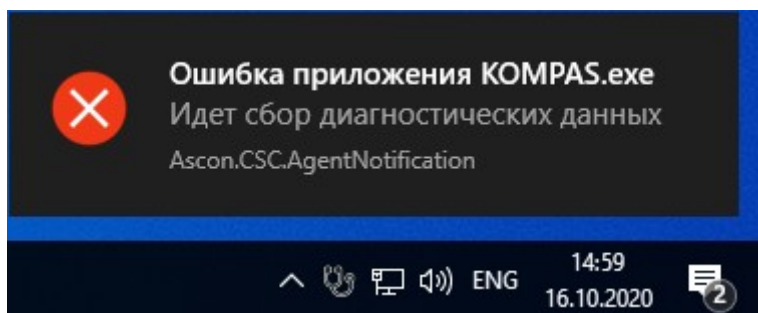 Ошибка приложения KOMPAS.exe
Идет сбор диагностических данных
Ascon.CSC.AgentNotification
ENG
14:59
16.10.2020
2